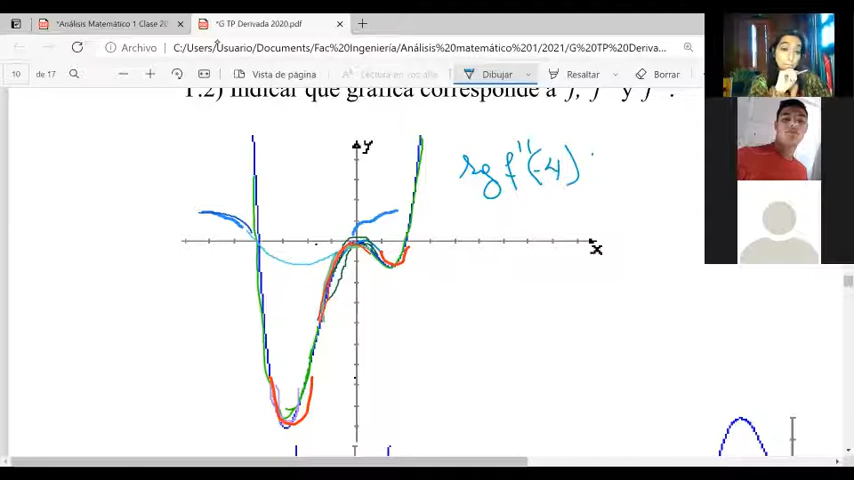 *Análisis Matemático 1 Clase 20
*G TP Derivada 2020.pdf
Archivo
C:/Users/Usuario/Documents/Fac%20Ingeniería/Análisis%20matemático%201/2021/G%20TP%20Deriva...
10 de 17
Vista de página
Lectura en voz alta
Dibujar
Resaltar
Borrar
1.2) Indicar que gráfica corresponde a f, f' y f''.
y
sg f''(-4)
x